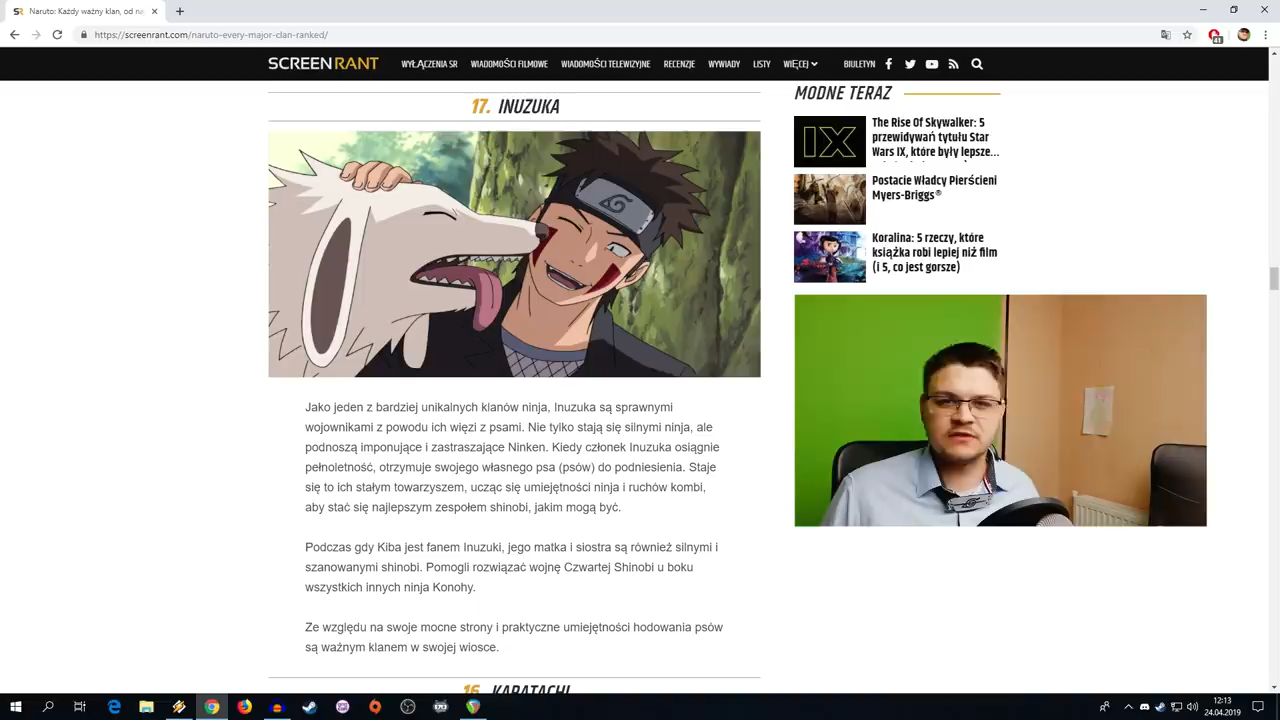 Naruto: Każdy ważny klan, od na
https://screenrant.com/naruto-every-major-clan-ranked/
41
SCREENRANT
WYŁĄCZENIA SR
WIADOMOŚCI FILMOWE
WIADOMOŚCI TELEWIZYJNE
RECENZJE
WYWIADY
LISTY
WIĘCEJ
BIULETYN
17. INUZUKA
Jako jeden z bardziej unikalnych klanów ninja, Inuzuka są sprawnymi
wojownikami z powodu ich więzi z psami. Nie tylko stają się silnymi ninja, ale
podnoszą imponujące i zastraszające Ninken. Kiedy członek Inuzuka osiągnie
pełnoletność, otrzymuje swojego własnego psa (psów) do podniesienia. Staje
się to ich stałym towarzyszem, ucząc się umiejętności ninja i ruchów kombi,
aby stać się najlepszym zespołem shinobi, jakim mogą być.
Podczas gdy Kiba jest fanem Inuzuki, jego matka i siostra są również silnymi i
szanowanymi shinobi. Pomogli rozwiązać wojnę Czwartej Shinobi u boku
wszystkich innych ninja Konohy.
Ze względu na swoje mocne strony i praktyczne umiejętności hodowania psów
są ważnym klanem w swojej wiosce.
16. KARATACHI
MODNE TERAZ
IX
The Rise Of Skywalker: 5
przewidywań tytułu Star
Wars IX, które były lepsze...
Postacie Władcy Pierścieni
Myers-Briggs®
Koralina: 5 rzeczy, które
książka robi lepiej niż film
(i 5, co jest gorsze)
12:13
24.04.2019